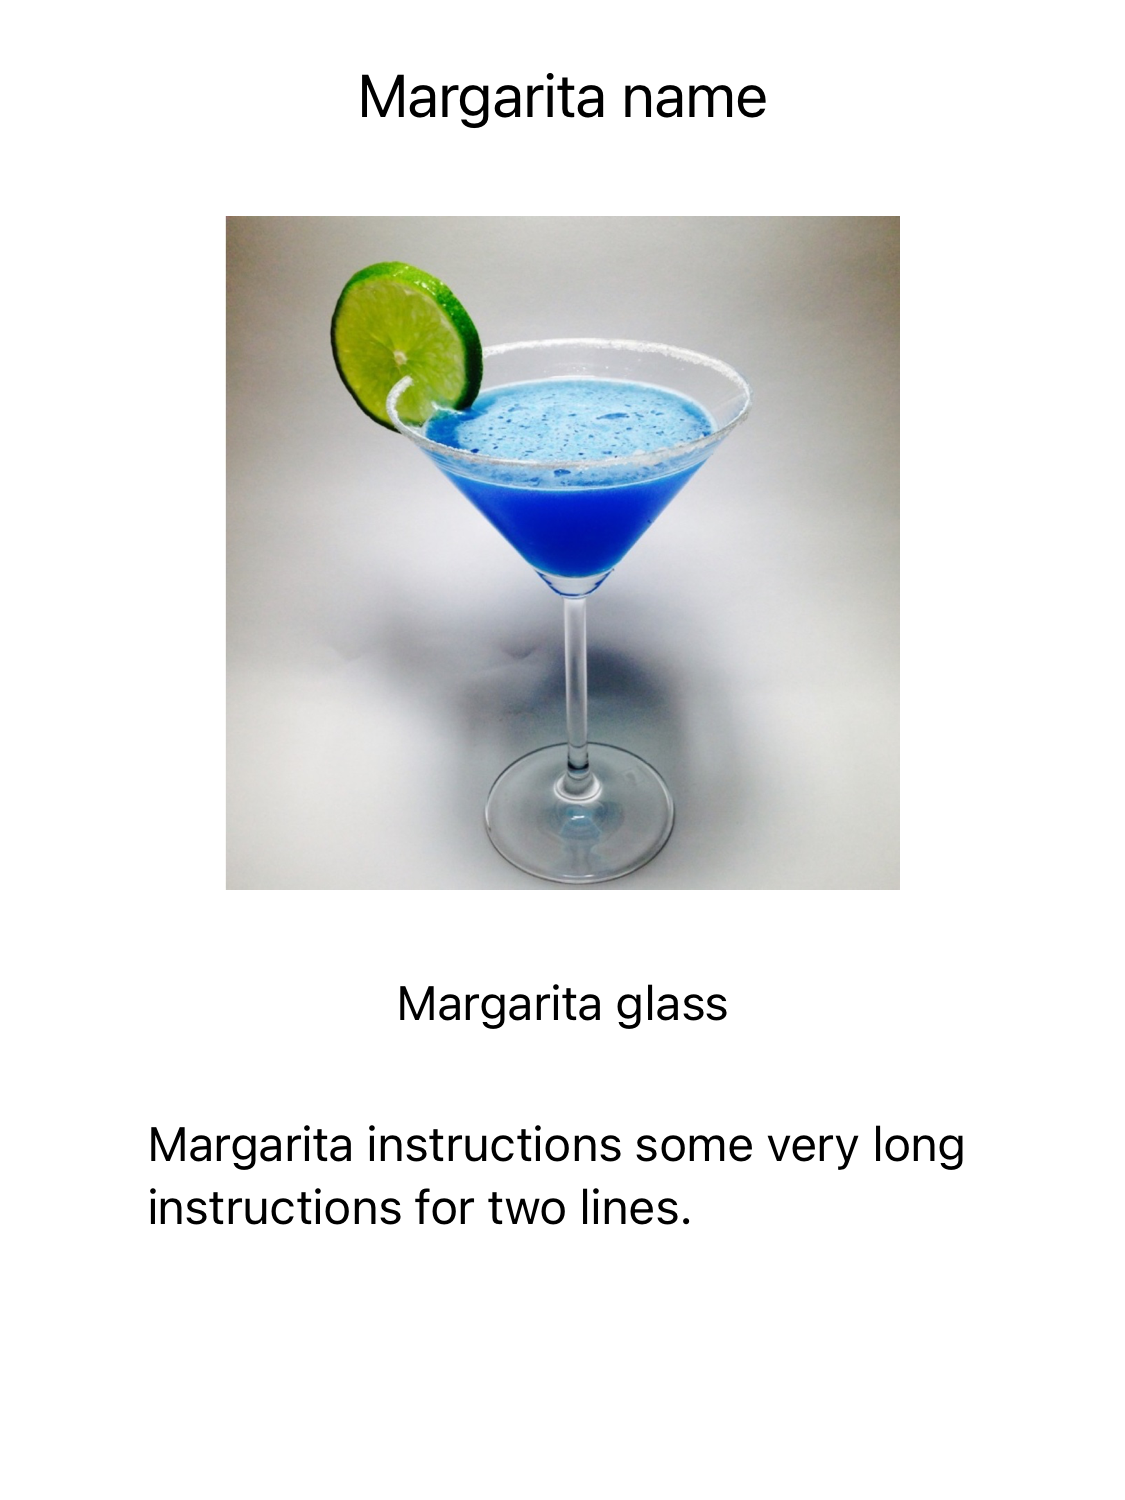 Margarita name
Margarita glass
Margarita instructions some very long
instructions for two lines.